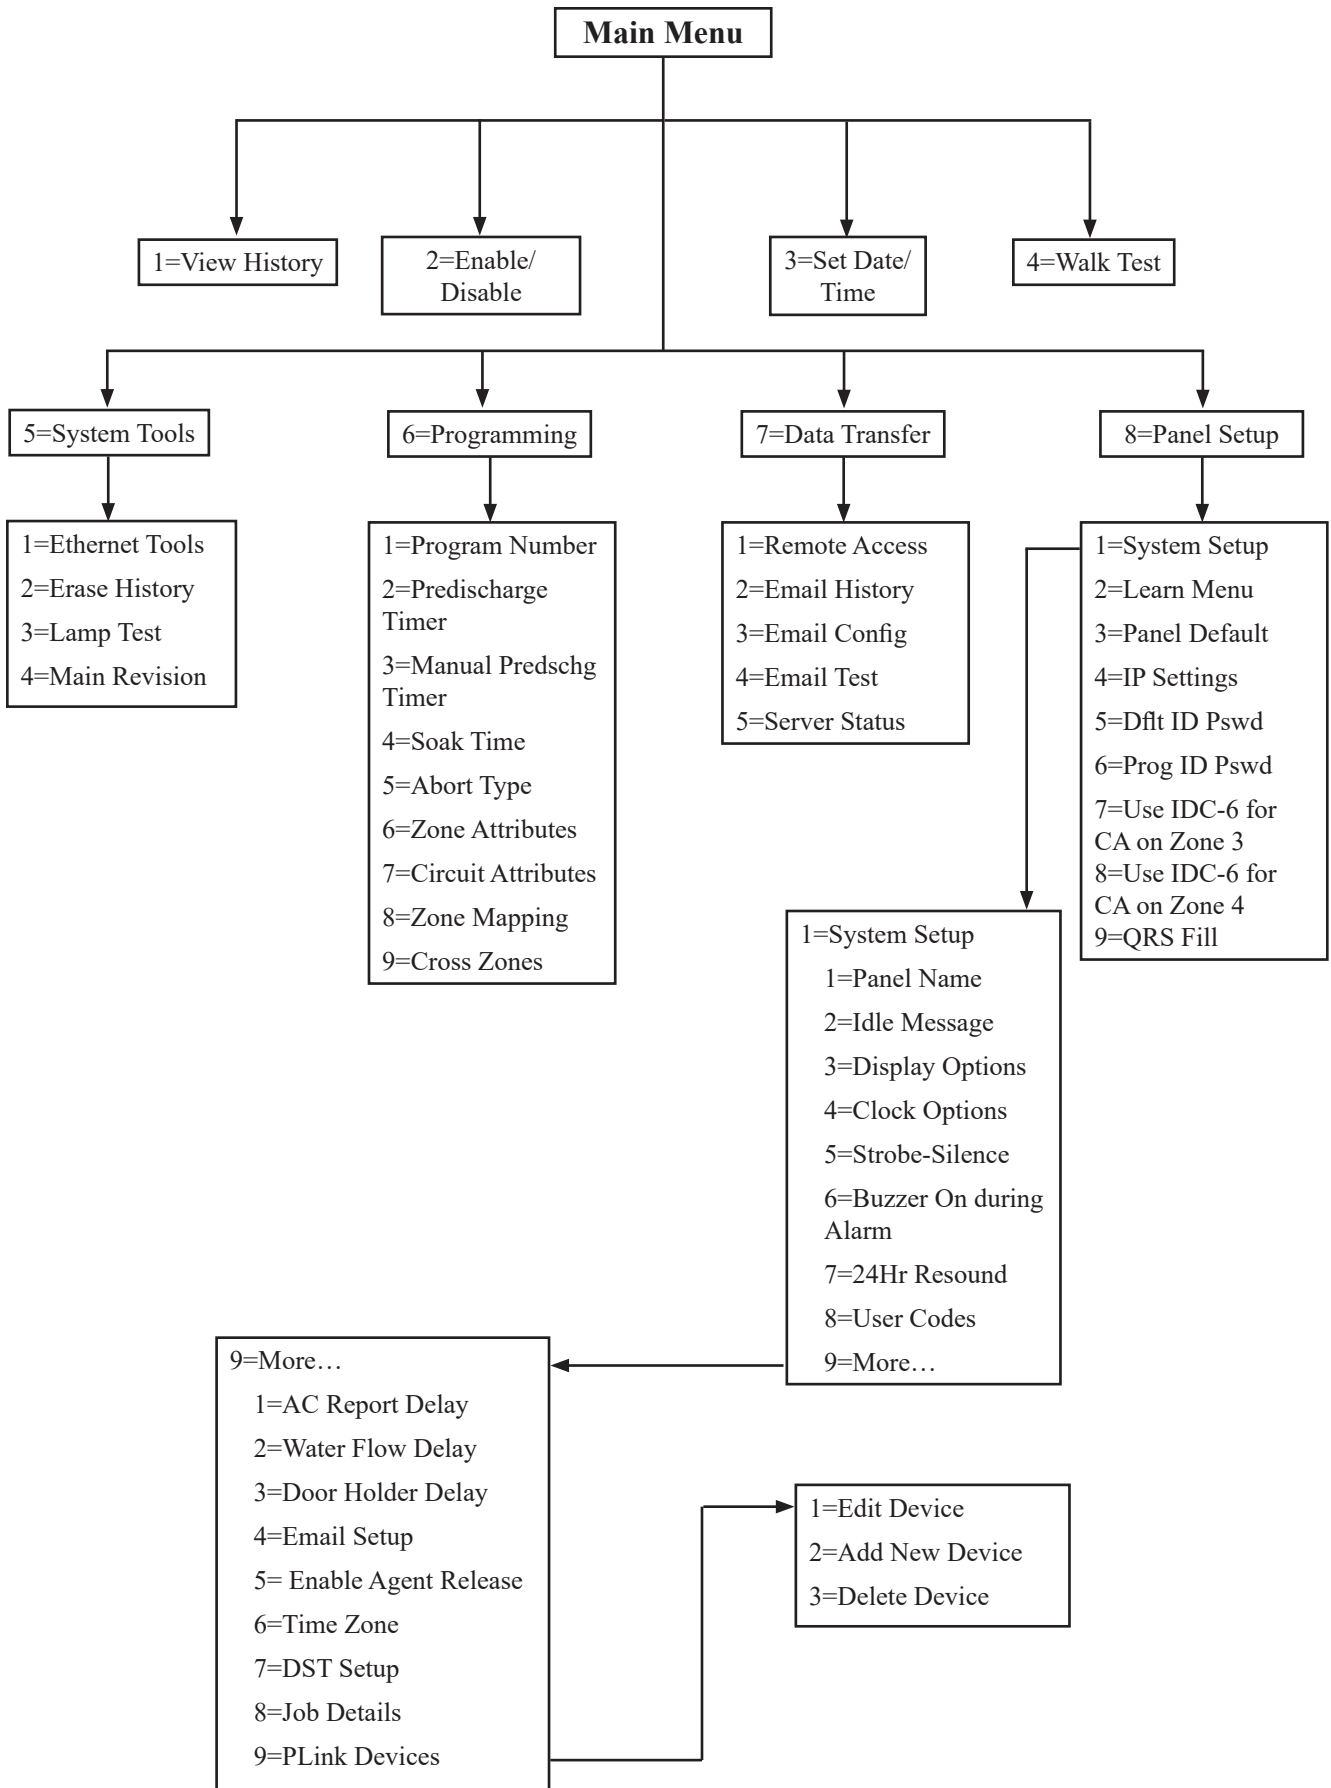 Main Menu
1=View History
2=Enable/
Disable
3=Set Date/
Time
4=Walk Test
5=System Tools
6=Programming
7=Data Transfer
8=Panel Setup
1=Ethernet Tools
2=Erase History
3=Lamp Test
4=Main Revision
1=Program Number
2=Predischarge
Timer
3=Manual Predschg
Timer
4=Soak Time
5=Abort Type
6=Zone Attributes
7=Circuit Attributes
8=Zone Mapping
9=Cross Zones
1=Remote Access
2=Email History
3=Email Config
4=Email Test
5=Server Status
1=System Setup
2=Learn Menu
3=Panel Default
4=IP Settings
5=Dflt ID Pswd
6=Prog ID Pswd
7=Use IDC-6 for
CA on Zone 3
8=Use IDC-6 for
CA on Zone 4
9=QRS Fill
1=System Setup
1=Panel Name
2=Idle Message
3=Display Options
4=Clock Options
5=Strobe-Silence
6=Buzzer On during
Alarm
7=24Hr Resound
8=User Codes
9=More…
9=More…
1=AC Report Delay
2=Water Flow Delay
3=Door Holder Delay
4=Email Setup
5= Enable Agent Release
6=Time Zone
7=DST Setup
8=Job Details
9=PLink Devices
1=Edit Device
2=Add New Device
3=Delete Device